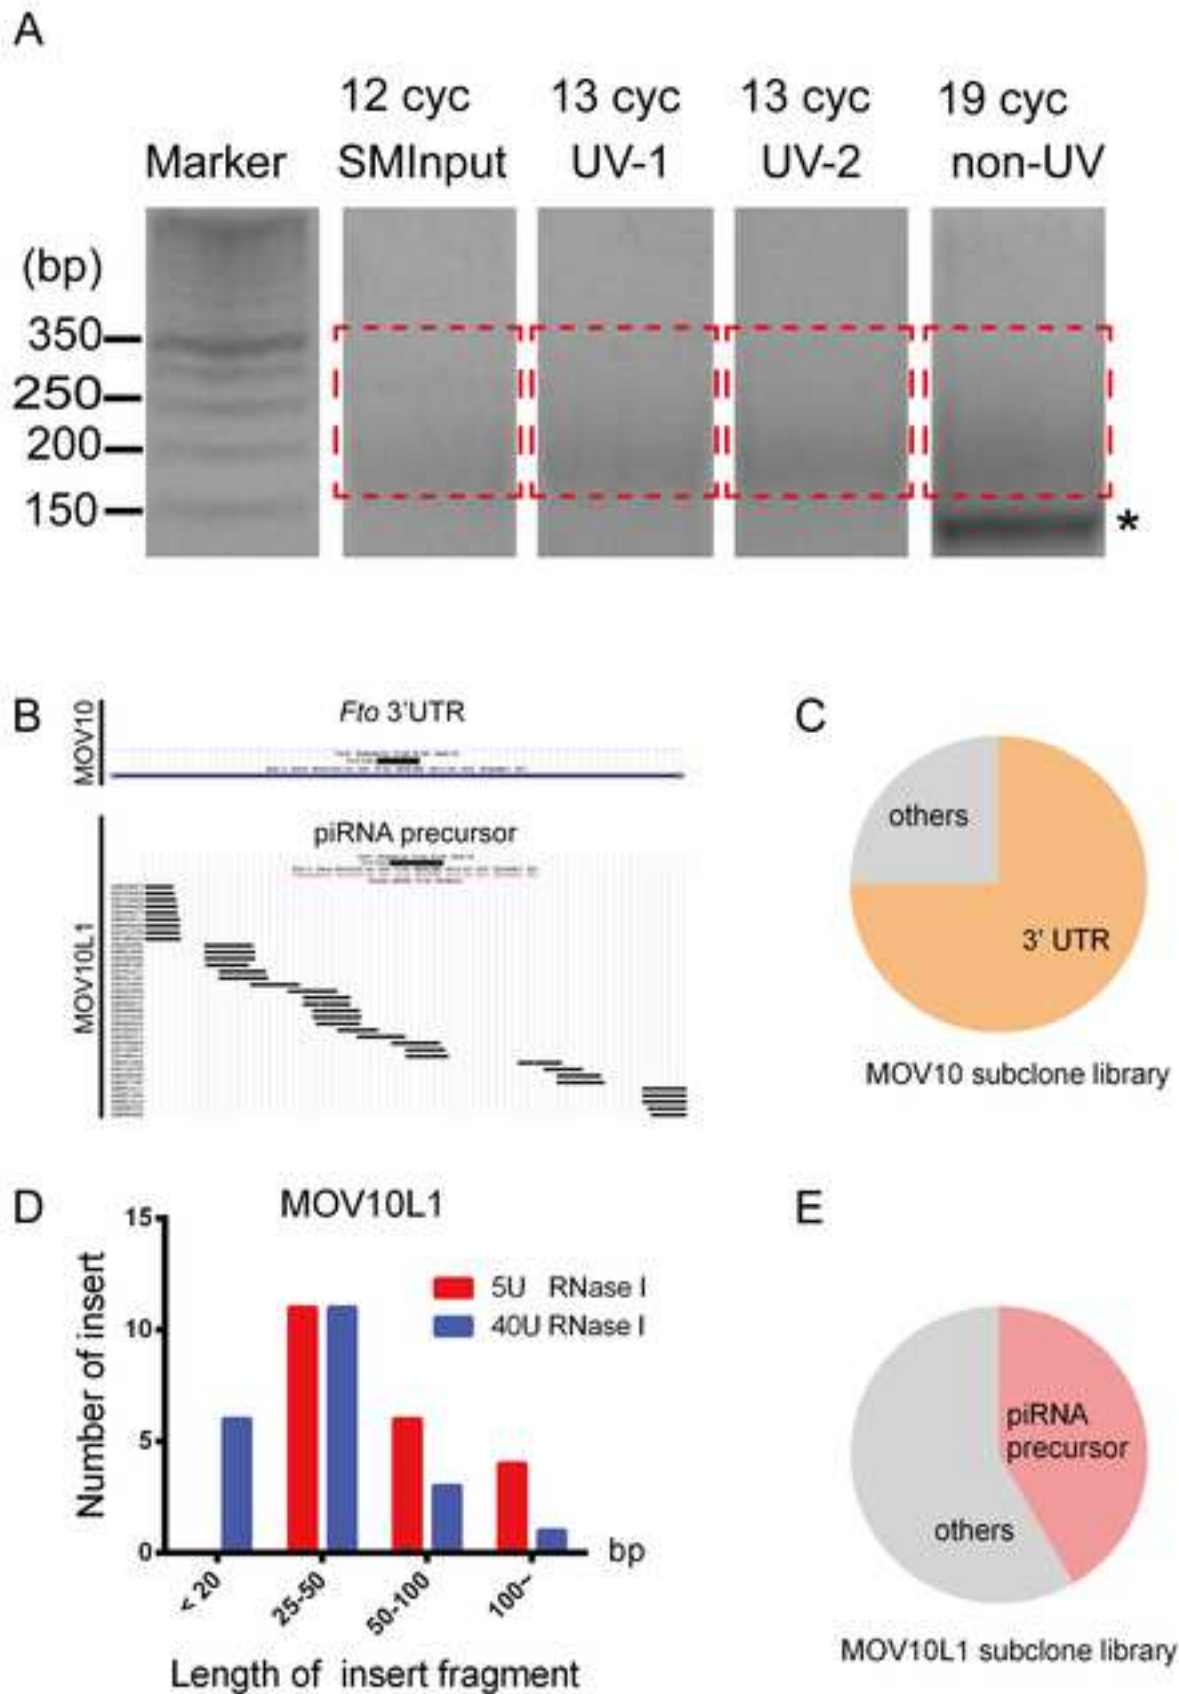 A
12 cyc 13 cyc 13 cyc 19 cyc
Marker SMInput UV-1 UV-2 non-UV
(bp)
350
250
200
150
*
B
MOV10
Fto 3'UTR
MOV10L1
piRNA precursor
C
others
3' UTR
MOV10 subclone library
D
MOV10L1
Number of insert
15
10
5
0
5U RNase I
40U RNase I
< 20
25-50
50-100
100~
bp
Length of insert fragment
E
piRNA
precursor
others
MOV10L1 subclone library